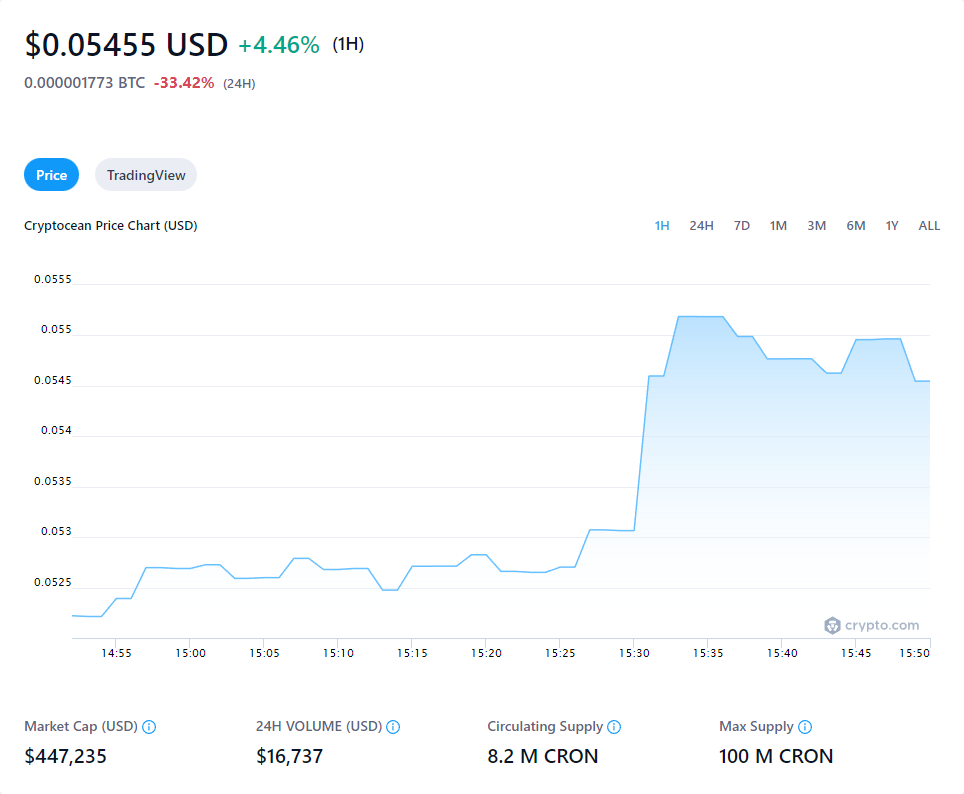 $0.05455 USD +4.46% (1H)
0.000001773 BTC -33.42% (24H)
Price TradingView
Cryptocean Price Chart (USD) 1H 24H 7D 1M 3M 6M 1Y ALL
0.0555
0.055
0.0545
0.054
0.0535
0.053
0.0525
crypto.com
14:55 15:00 15:05 15:10 15:15 15:20 15:25 15:30 15:35 15:40 15:45 15:50
Market Cap (USD) 24H VOLUME (USD) Circulating Supply Max Supply
$447,235 $16,737 8.2 M CRON 100 M CRON